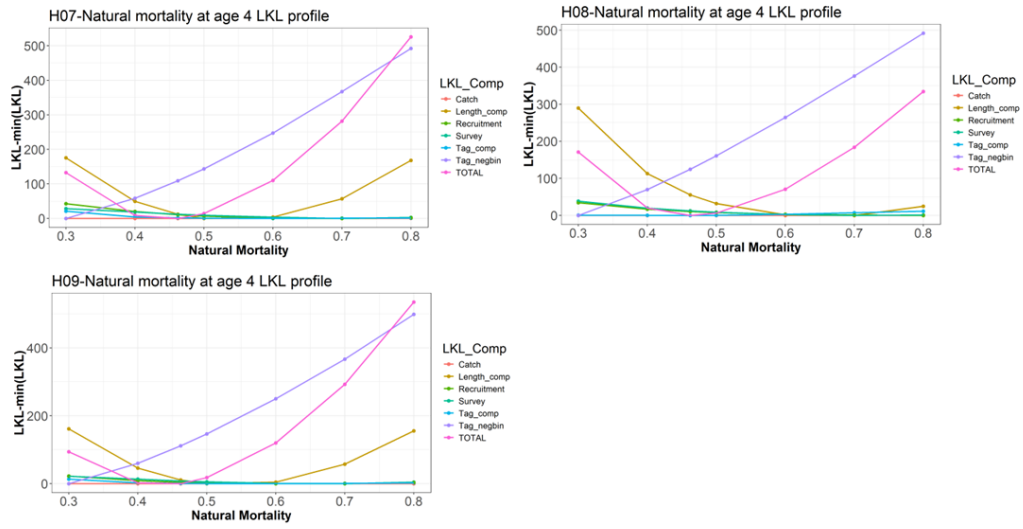 H07-Natural mortality at age 4 LKL profile
LKL-min(LKL)
500
400
300
200
100
0
0.3 0.4 0.5 0.6 0.7 0.8
Natural Mortality
LKL_Comp
Catch
Length_comp
Recruitment
Survey
Tag_comp
Tag_negbin
TOTAL
H08-Natural mortality at age 4 LKL profile
LKL-min(LKL)
500
400
300
200
100
0
0.3 0.4 0.5 0.6 0.7 0.8
Natural Mortality
LKL_Comp
Catch
Length_comp
Recruitment
Survey
Tag_comp
Tag_negbin
TOTAL
H09-Natural mortality at age 4 LKL profile
LKL-min(LKL)
400
200
0
0.3 0.4 0.5 0.6 0.7 0.8
Natural Mortality
LKL_Comp
Catch
Length_comp
Recruitment
Survey
Tag_comp
Tag_negbin
TOTAL